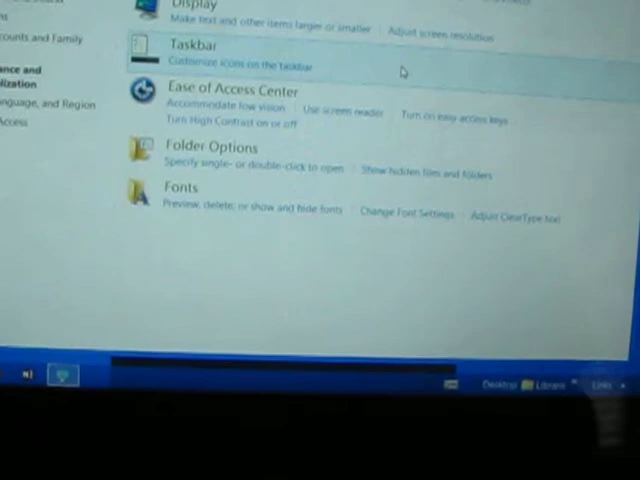 Display
Make text and other items larger or smaller
Adjust screen resolution
ounts and Family
Taskbar
Customize icons on the taskbar
ance and
lization
anguage, and Region
Access
Ease of Access Center
Accommodate low vision
Use screen reader
Turn on easy access keys
Turn High Contrast on or off
Folder Options
Specify single- or double-click to open
Show hidden files and folders
Fonts
Preview, delete, or show and hide fonts
Change Font Settings
Adjust ClearType text
Desktop
Links